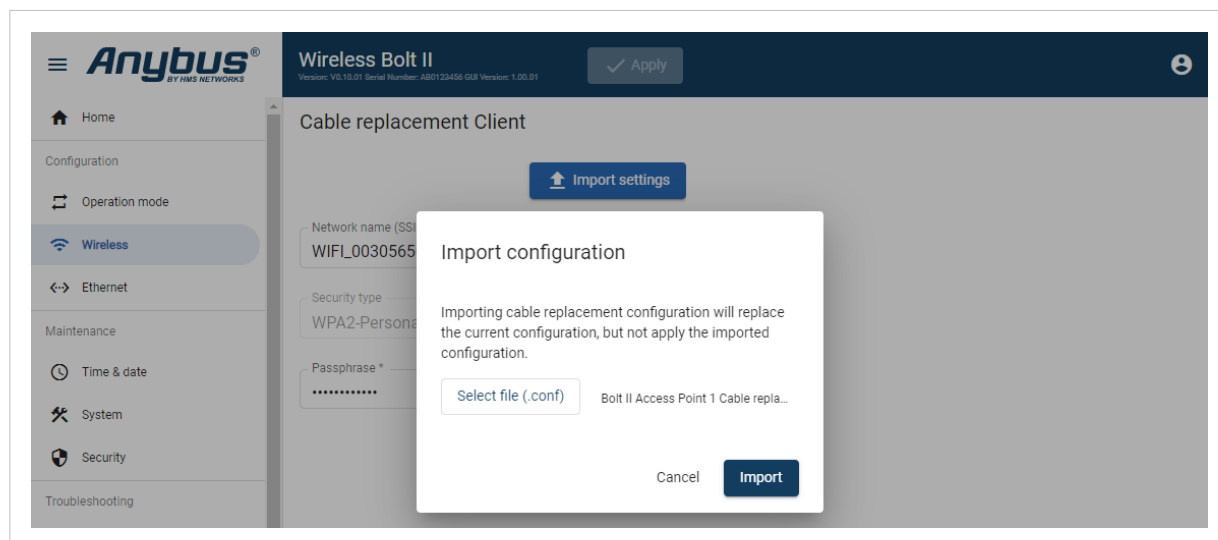 Anybus®
BY HMS NETWORKS
Wireless Bolt II
Version: V0.10.01 Serial Number: AB0123456 GUI Version: 1.00.01
Apply
Home
Configuration
Operation mode
Wireless
Ethernet
Maintenance
Time & date
System
Security
Troubleshooting
Cable replacement Client
Import settings
Network name (SSI
WIFI_0030565
Security type
WPA2-Persona
Passphrase *
••••••••••••
Import configuration
Importing cable replacement configuration will replace
the current configuration, but not apply the imported
configuration.
Select file (.conf)
Bolt II Access Point 1 Cable repla...
Cancel
Import